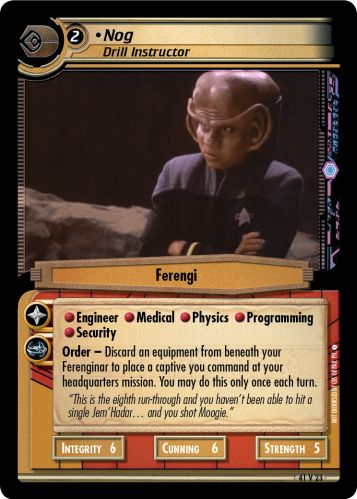 2 • Nog
Drill Instructor
Ferengi
Engineer Medical Physics Programming
Security
Order – Discard an equipment from beneath your
Ferenginar to place a captive you command at your
headquarters mission. You may do this only once each turn.
"This is the eighth run-through and you haven't been able to hit a
single Jem'Hadar... and you shot Moogie."
INTEGRITY 6 CUNNING 6 STRENGTH 5
41 V 23